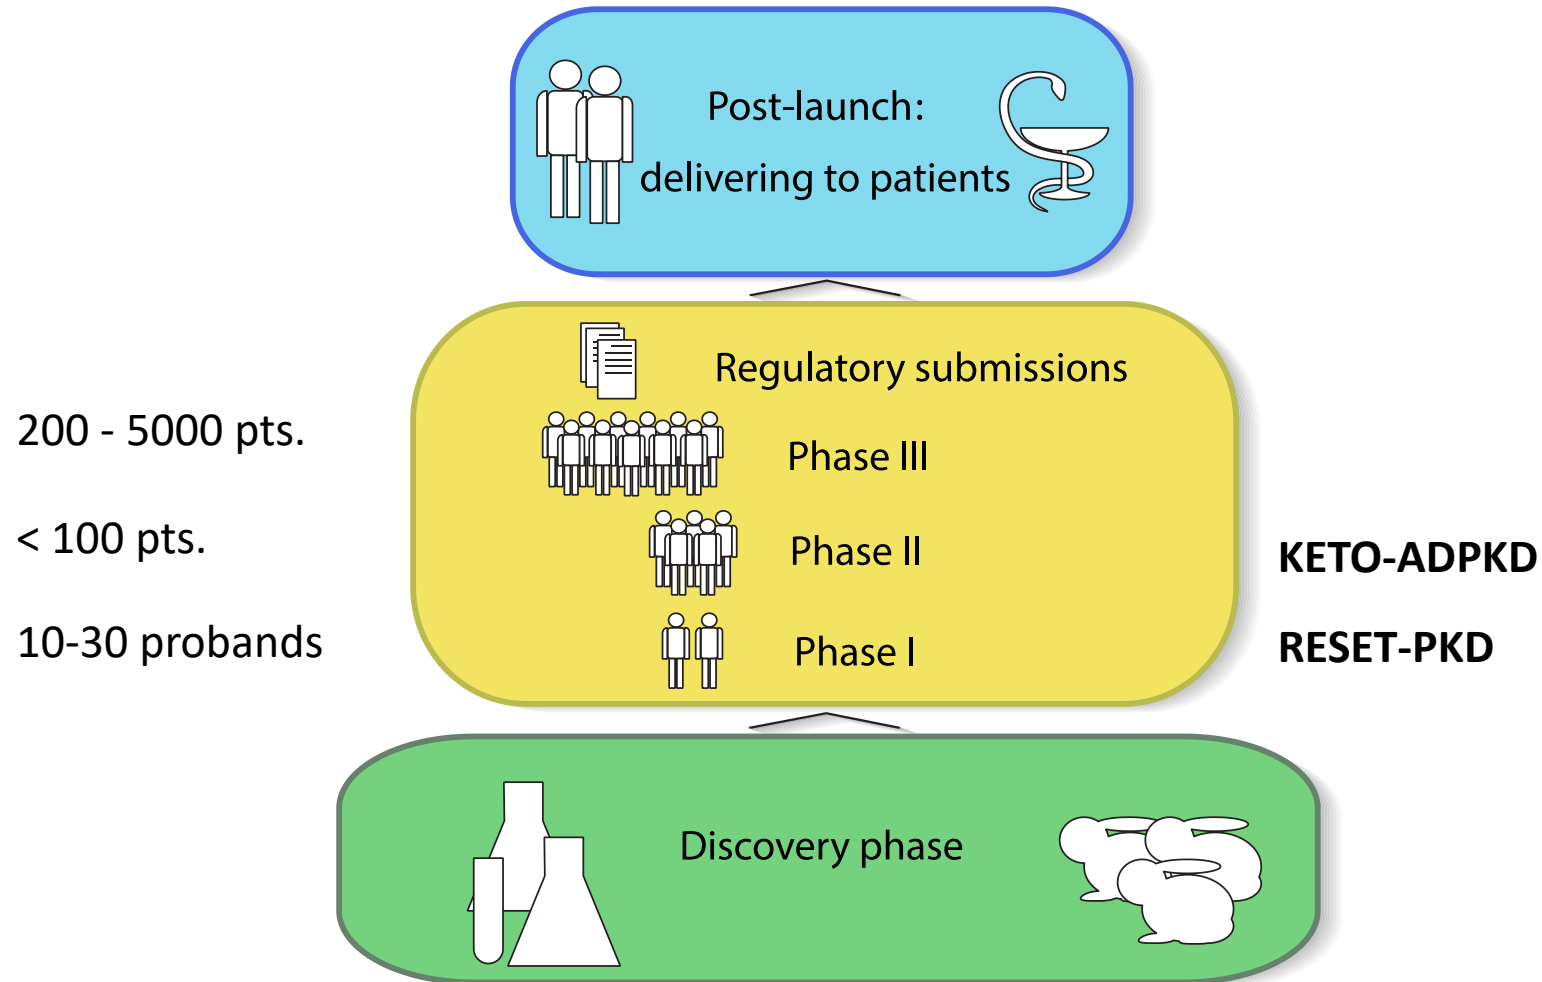 Post-launch:
delivering to patients
Regulatory submissions
200 - 5000 pts.
Phase III
< 100 pts.
Phase II
KETO-ADPKD
10-30 probands
Phase I
RESET-PKD
Discovery phase